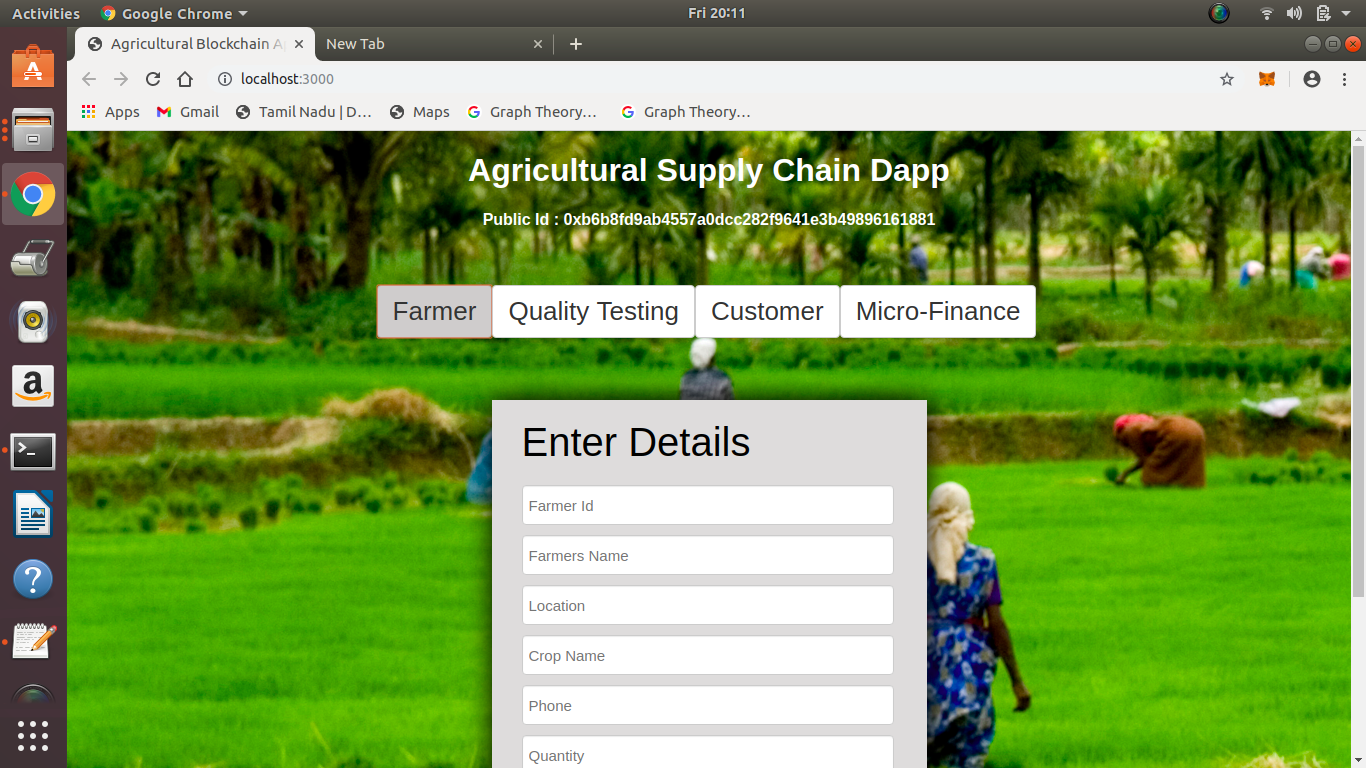 Activities Google Chrome Fri 20:11
Agricultural Blockchain A New Tab
localhost:3000
Apps Gmail Tamil Nadu | D… Maps Graph Theory… Graph Theory…
Agricultural Supply Chain Dapp
Public Id : 0xb6b8fd9ab4557a0dcc282f9641e3b49896161881
Farmer Quality Testing Customer Micro-Finance
Enter Details
Farmer Id
Farmers Name
Location
Crop Name
Phone
Quantity